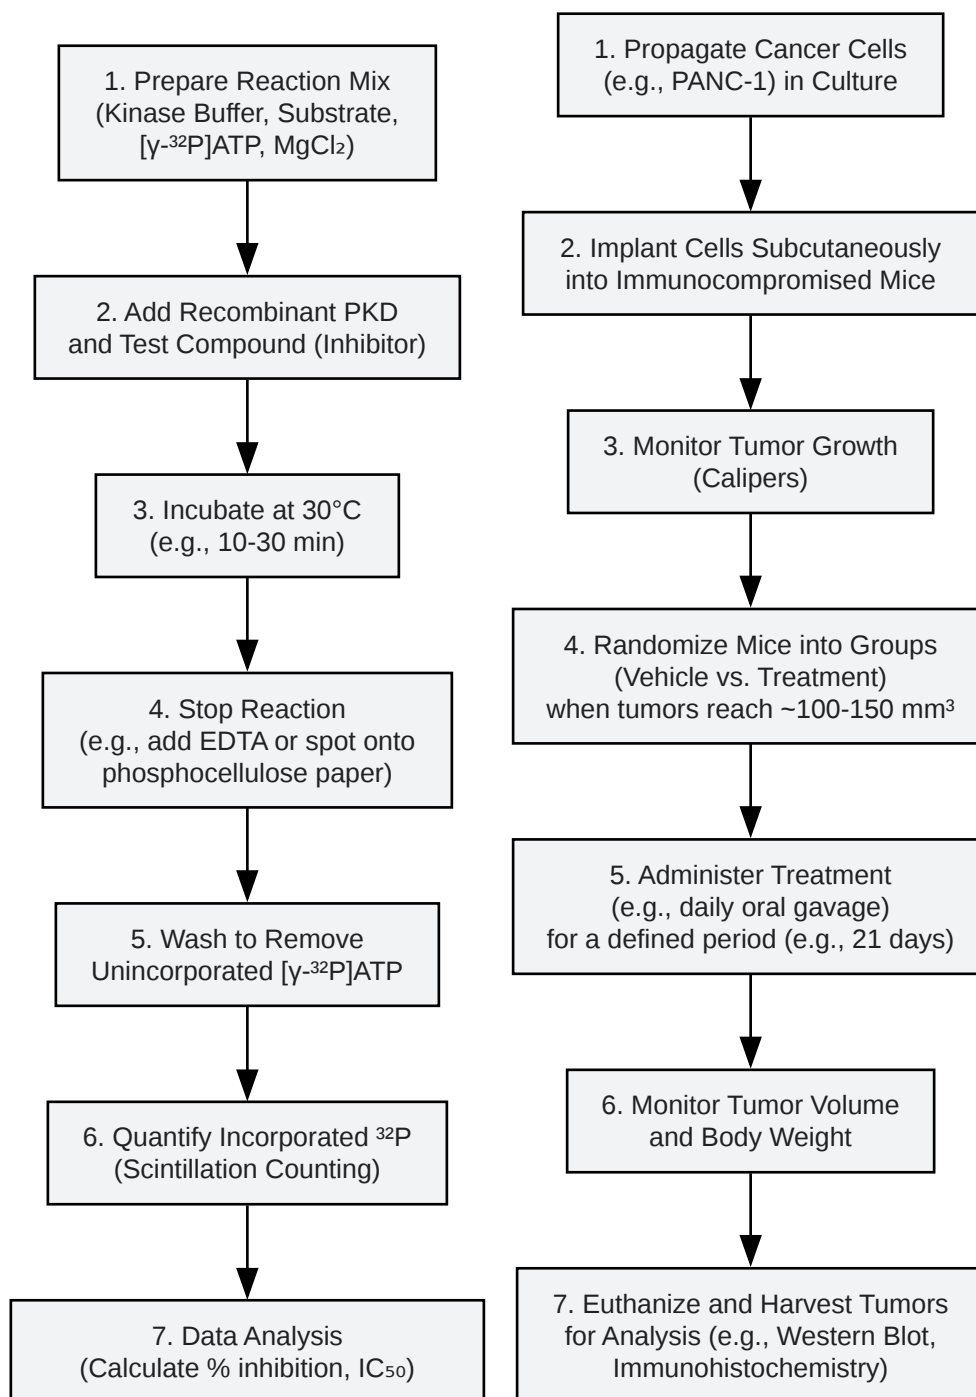 1. Prepare Reaction Mix
(Kinase Buffer, Substrate,
[γ-³²P]ATP, MgCl₂)
2. Add Recombinant PKD
and Test Compound (Inhibitor)
3. Incubate at 30°C
(e.g., 10-30 min)
4. Stop Reaction
(e.g., add EDTA or spot onto
phosphocellulose paper)
5. Wash to Remove
Unincorporated [γ-³²P]ATP
6. Quantify Incorporated ³²P
(Scintillation Counting)
7. Data Analysis
(Calculate % inhibition, IC₅₀)
1. Propagate Cancer Cells
(e.g., PANC-1) in Culture
2. Implant Cells Subcutaneously
into Immunocompromised Mice
3. Monitor Tumor Growth
(Calipers)
4. Randomize Mice into Groups
(Vehicle vs. Treatment)
when tumors reach ~100-150 mm³
5. Administer Treatment
(e.g., daily oral gavage)
for a defined period (e.g., 21 days)
6. Monitor Tumor Volume
and Body Weight
7. Euthanize and Harvest Tumors
for Analysis (e.g., Western Blot,
Immunohistochemistry)